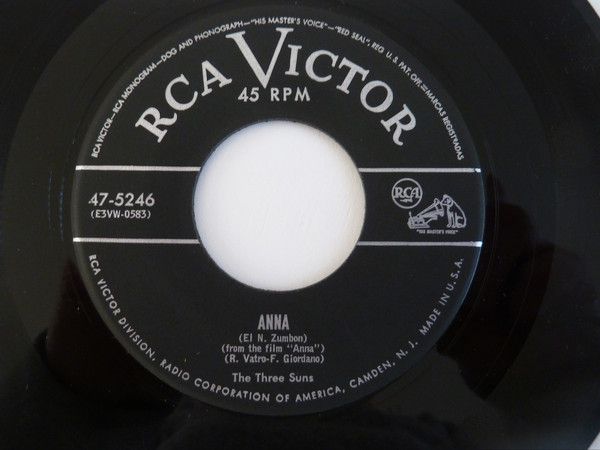 RCA VICTOR—RCA MONOGRAM—DOG AND PHONOGRAPH—"HIS MASTER'S VOICE"—"RED SEAL", REG. U.S. PAT. OFF.—MARCAS REGISTRADAS
RCA VICTOR
45 RPM
47-5246
(E3VW-0583)
RCA
"HIS MASTER'S VOICE"
ANNA
(El N. Zumbon)
(from the film "Anna")
(R. Vatro-F. Giordano)
The Three Suns
RCA VICTOR DIVISION, RADIO CORPORATION OF AMERICA, CAMDEN, N. J. MADE IN U.S.A.